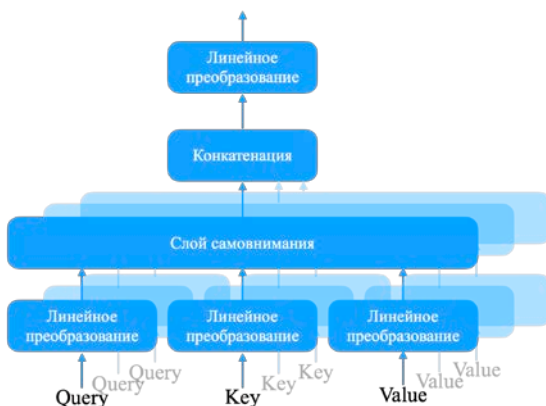 Линейное
преобразование
Конкатенация
Слой самовнимания
Линейное
преобразование
Линейное
преобразование
Линейное
преобразование
Query
Query
Query
Key
Key
Key
Value
Value
Value